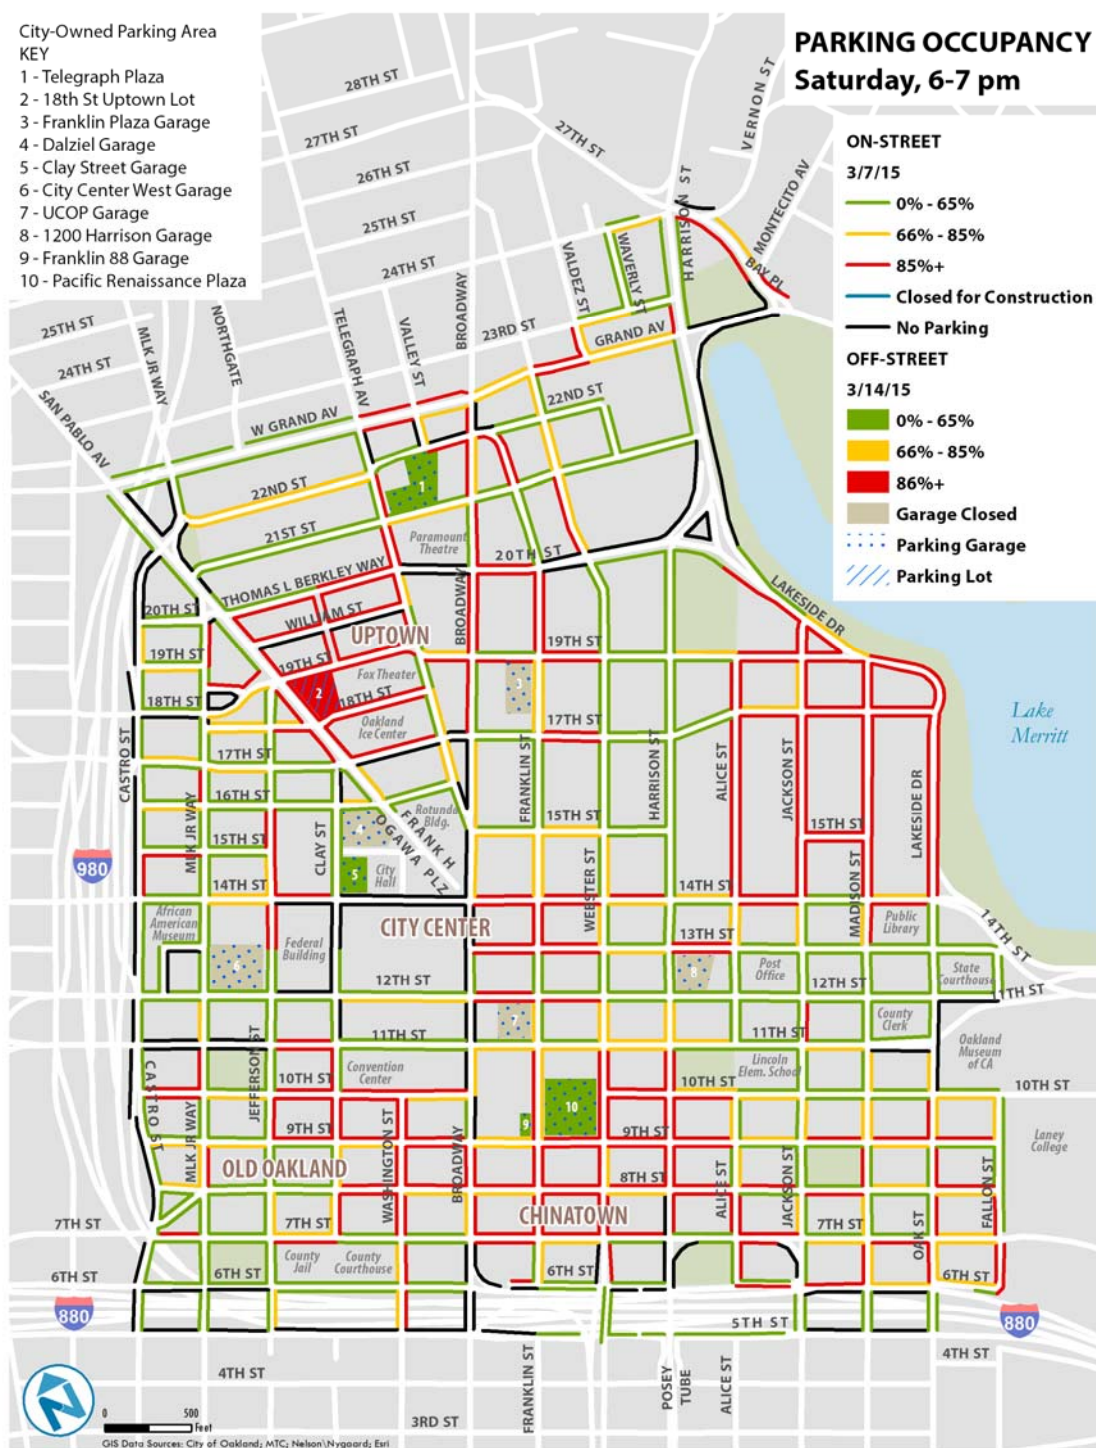 City-Owned Parking Area
KEY
1 - Telegraph Plaza
2 - 18th St Uptown Lot
3 - Franklin Plaza Garage
4 - Dalziel Garage
5 - Clay Street Garage
6 - City Center West Garage
7 - UCOP Garage
8 - 1200 Harrison Garage
9 - Franklin 88 Garage
10 - Pacific Renaissance Plaza
PARKING OCCUPANCY
Saturday, 6-7 pm
ON-STREET
3/7/15
0% - 65%
66% - 85%
85%+
Closed for Construction
No Parking
OFF-STREET
3/14/15
0% - 65%
66% - 85%
86%+
Garage Closed
Parking Garage
Parking Lot
28TH ST
27TH ST
27TH ST
VERNON ST
26TH ST
25TH ST
24TH ST
HARRISON ST
MONTECITO AV
BAY PL
WAVERLY ST
VALDEZ ST
BROADWAY
23RD ST
GRAND AV
25TH ST
24TH ST
MLK JR WAY
NORTHGATE
TELEGRAPH AV
VALLEY ST
SAN PABLO AV
W GRAND AV
22ND ST
22ND ST
1
21ST ST
Paramount
Theatre
20TH ST
THOMAS L BERKLEY WAY
WILLIAM ST
UPTOWN
BROADWAY
LAKESIDE DR
20TH ST
19TH ST
19TH ST
19TH ST
Fox Theater
2
3
18TH ST
18TH ST
Oakland
Ice Center
17TH ST
17TH ST
Lake
Merritt
CASTRO ST
FRANKLIN ST
HARRISON ST
ALICE ST
JACKSON ST
LAKESIDE DR
16TH ST
MLK JR WAY
15TH ST
CLAY ST
4
FRANK H
OGAWA PLZ
Rotunda
Bldg.
15TH ST
15TH ST
980
5
City
Hall
14TH ST
14TH ST
WEBSTER ST
MADISON ST
African
American
Museum
Federal
Building
CITY CENTER
13TH ST
Public
Library
14TH ST
6
12TH ST
8
Post
Office
12TH ST
State
Courthouse
11TH ST
7
11TH ST
11TH ST
County
Clerk
Oakland
Museum
of CA
CASTRO ST
JEFFERSON ST
10TH ST
Convention
Center
10TH ST
Lincoln
Elem. School
10TH ST
MLK JR WAY
9TH ST
WASHINGTON ST
BROADWAY
9
10
9TH ST
Laney
College
OLD OAKLAND
8TH ST
ALICE ST
JACKSON ST
FALLON ST
7TH ST
7TH ST
CHINATOWN
7TH ST
OAK ST
6TH ST
6TH ST
County
Jail
County
Courthouse
6TH ST
6TH ST
880
5TH ST
880
4TH ST
4TH ST
FRANKLIN ST
POSEY
TUBE
ALICE ST
3RD ST
0
500
Feet
GIS Data Sources: City of Oakland; MTC; Nelson\Nygaard; Esri